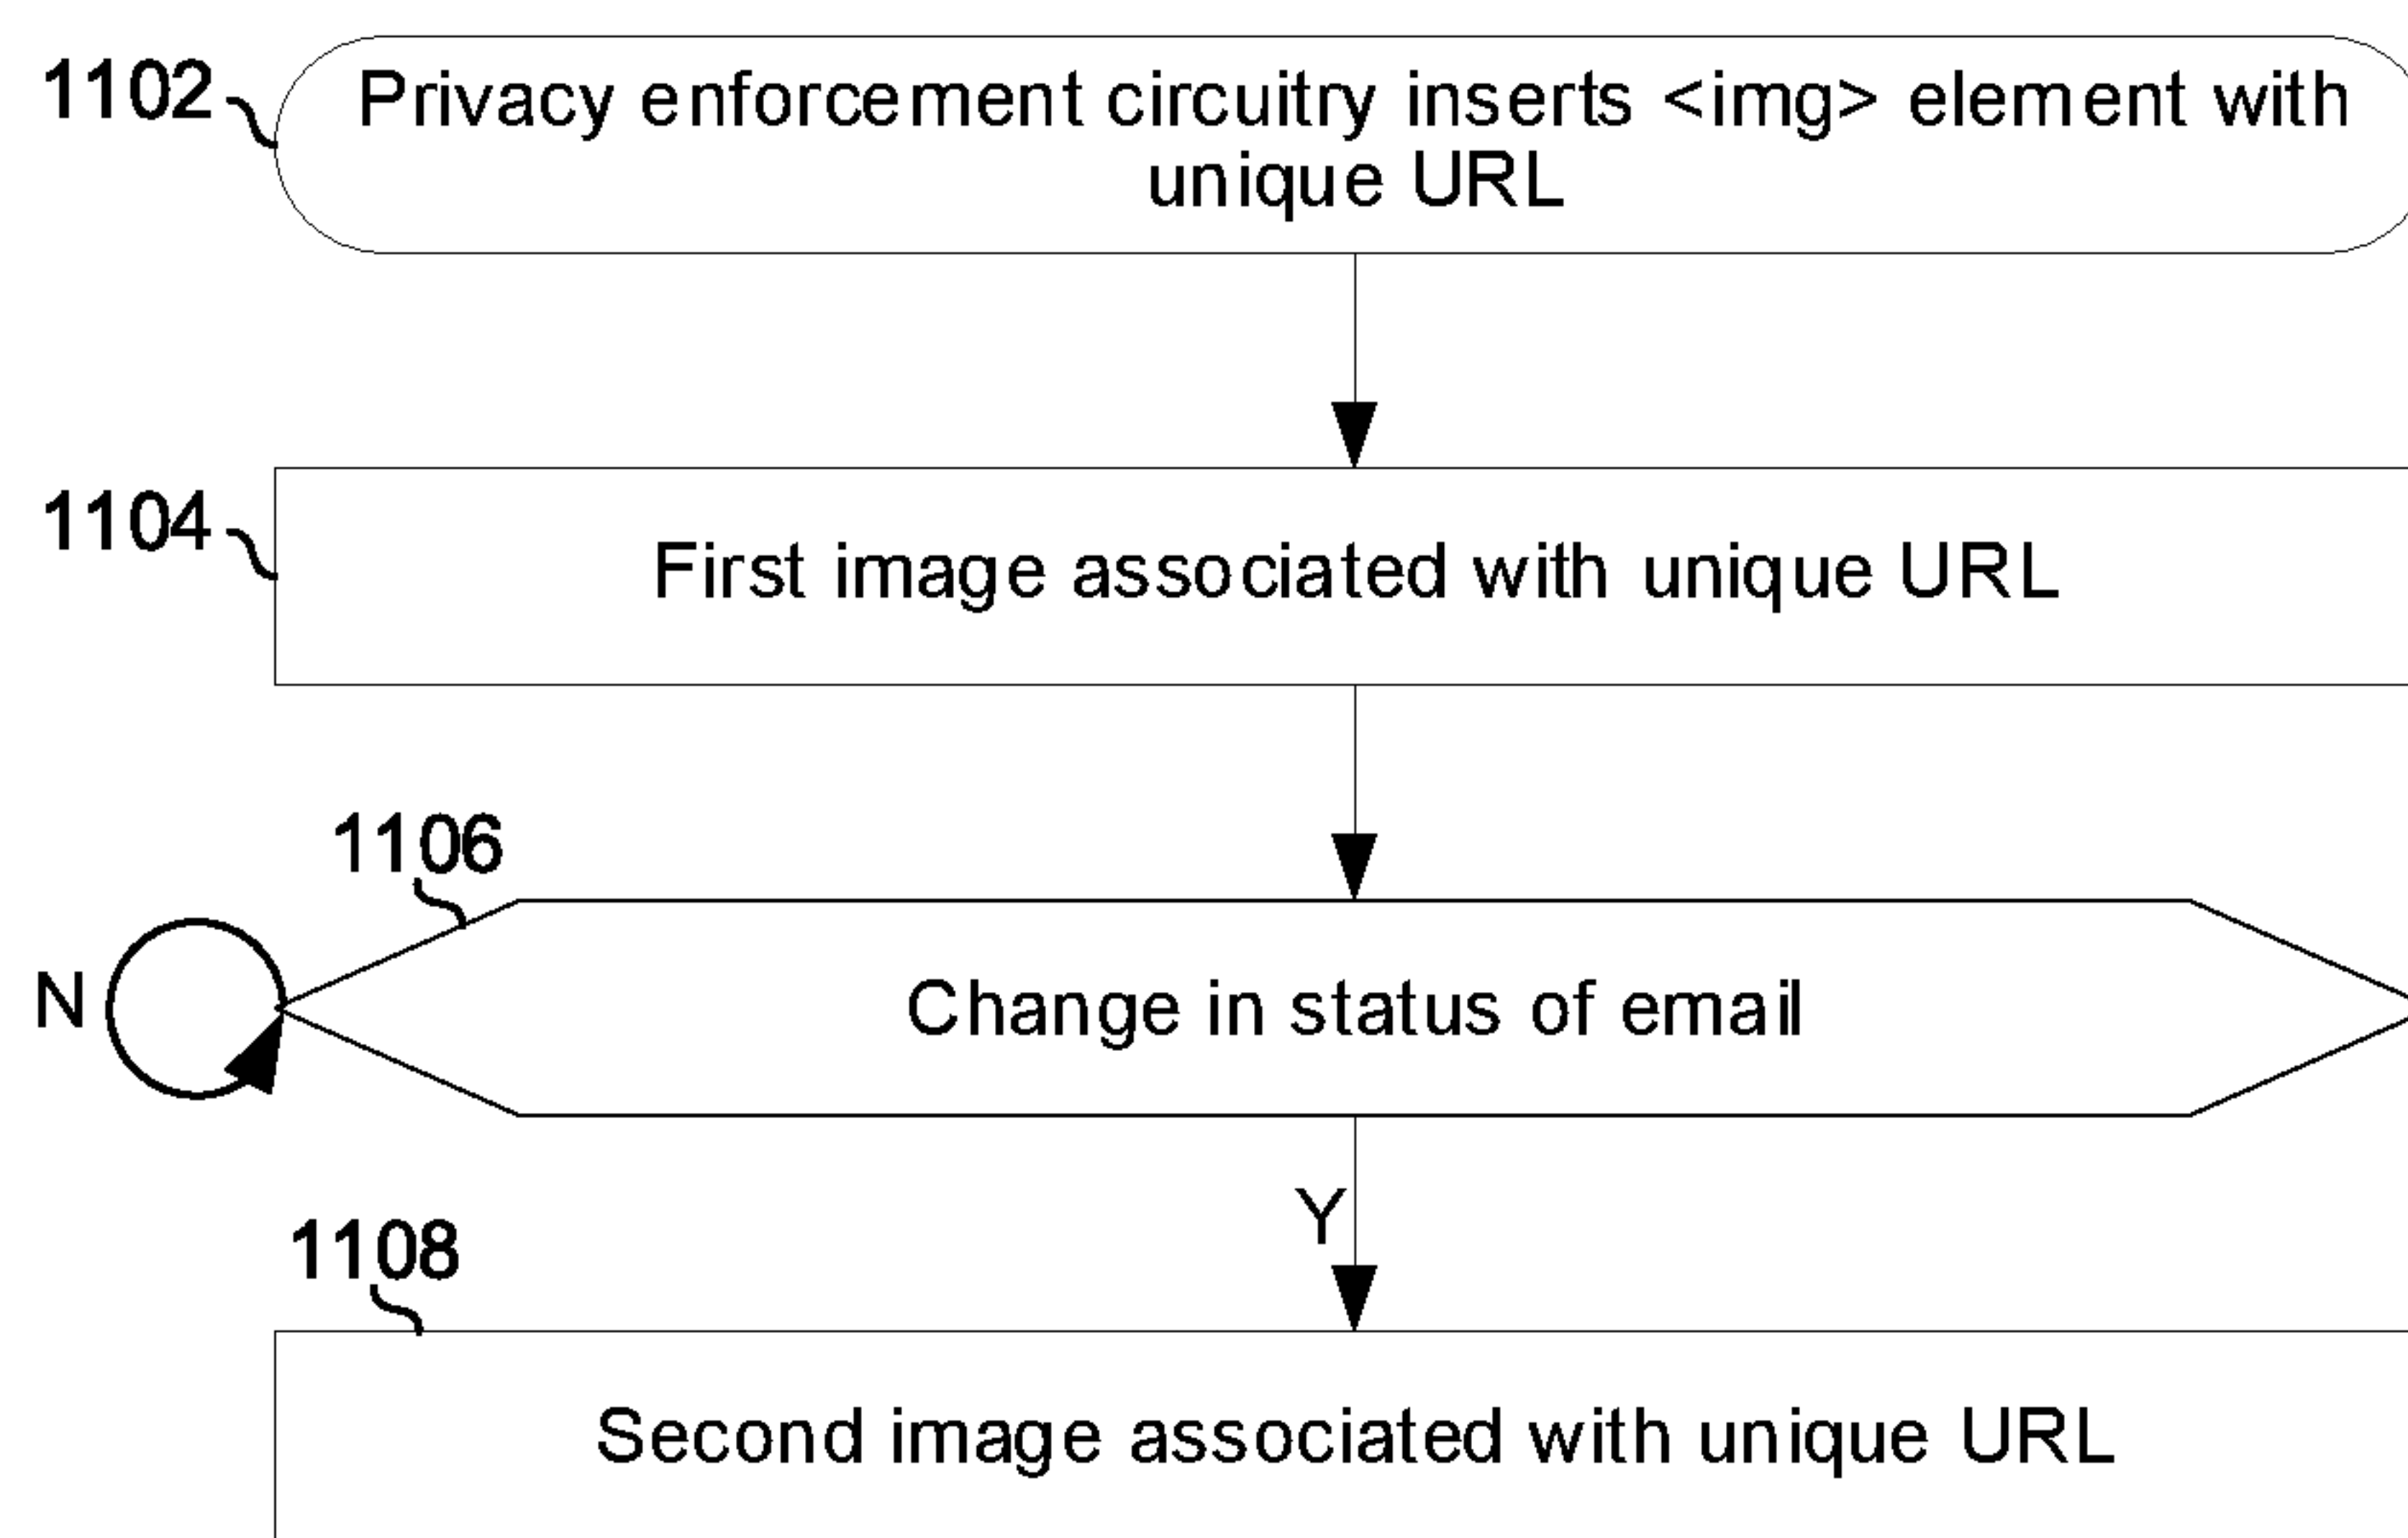 1102
Privacy enforcement circuitry inserts <img> element with
unique URL
1104
First image associated with unique URL
1106
N
Change in status of email
Y
1108
Second image associated with unique URL